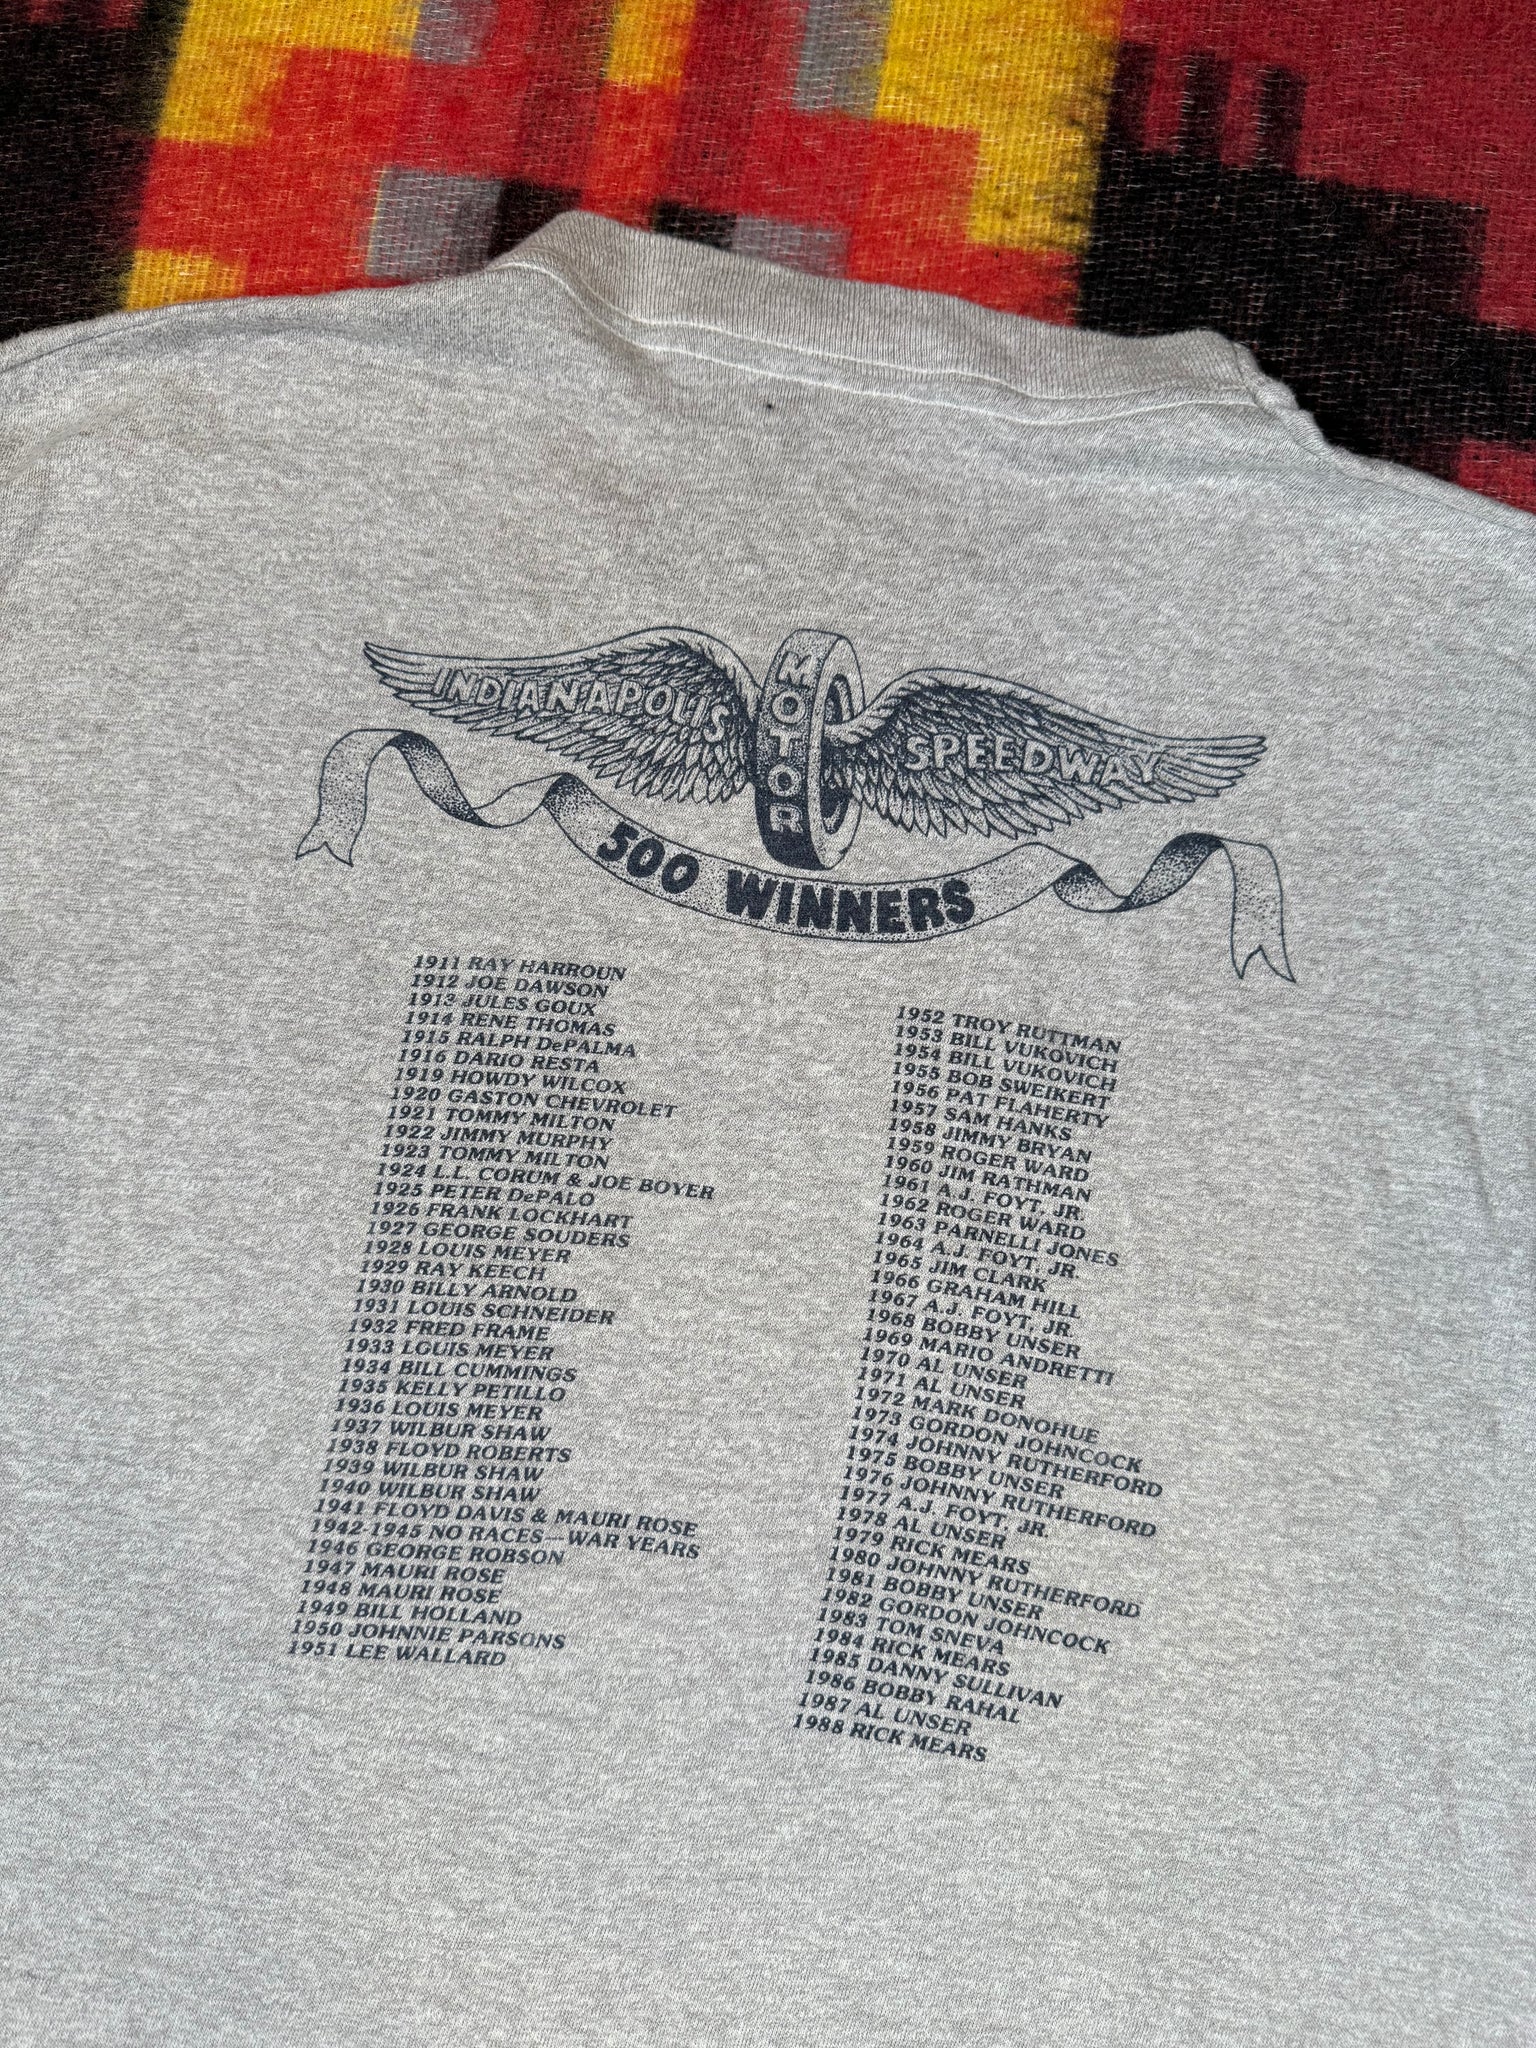 INDIANAPOLIS
MOTOR
SPEEDWAY
500 WINNERS
1911 RAY HARROUN
1912 JOE DAWSON
1913 JULES GOUX
1914 RENE THOMAS
1915 RALPH DePALMA
1916 DARIO RESTA
1919 HOWDY WILCOX
1920 GASTON CHEVROLET
1921 TOMMY MILTON
1922 JIMMY MURPHY
1923 TOMMY MILTON
1924 L.L. CORUM & JOE BOYER
1925 PETER DePALO
1926 FRANK LOCKHART
1927 GEORGE SOUDERS
1928 LOUIS MEYER
1929 RAY KEECH
1930 BILLY ARNOLD
1931 LOUIS SCHNEIDER
1932 FRED FRAME
1933 LOUIS MEYER
1934 BILL CUMMINGS
1935 KELLY PETILLO
1936 LOUIS MEYER
1937 WILBUR SHAW
1938 FLOYD ROBERTS
1939 WILBUR SHAW
1940 WILBUR SHAW
1941 FLOYD DAVIS & MAURI ROSE
1942-1945 NO RACES—WAR YEARS
1946 GEORGE ROBSON
1947 MAURI ROSE
1948 MAURI ROSE
1949 BILL HOLLAND
1950 JOHNNIE PARSONS
1951 LEE WALLARD
1952 TROY RUTTMAN
1953 BILL VUKOVICH
1954 BILL VUKOVICH
1955 BOB SWEIKERT
1956 PAT FLAHERTY
1957 SAM HANKS
1958 JIMMY BRYAN
1959 ROGER WARD
1960 JIM RATHMAN
1961 A.J. FOYT, JR.
1962 ROGER WARD
1963 PARNELLI JONES
1964 A.J. FOYT, JR.
1965 JIM CLARK
1966 GRAHAM HILL
1967 A.J. FOYT, JR.
1968 BOBBY UNSER
1969 MARIO ANDRETTI
1970 AL UNSER
1971 AL UNSER
1972 MARK DONOHUE
1973 GORDON JOHNCOCK
1974 JOHNNY RUTHERFORD
1975 BOBBY UNSER
1976 JOHNNY RUTHERFORD
1977 A.J. FOYT, JR.
1978 AL UNSER
1979 RICK MEARS
1980 JOHNNY RUTHERFORD
1981 BOBBY UNSER
1982 GORDON JOHNCOCK
1983 TOM SNEVA
1984 RICK MEARS
1985 DANNY SULLIVAN
1986 BOBBY RAHAL
1987 AL UNSER
1988 RICK MEARS